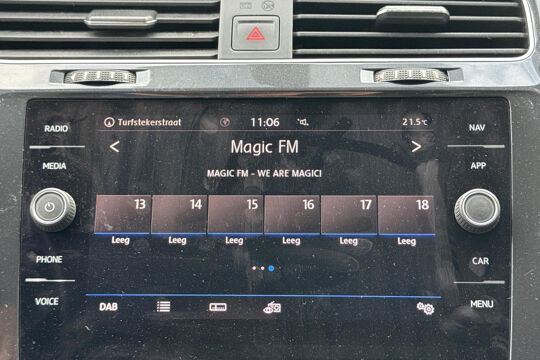 RADIO
MEDIA
PHONE
VOICE
Turfstekerstraat 11:06 21.5°C
< Magic FM >
MAGIC FM - WE ARE MAGIC!
13 14 15 16 17 18
Leeg Leeg Leeg Leeg Leeg Leeg
DAB
NAV
APP
CAR
MENU